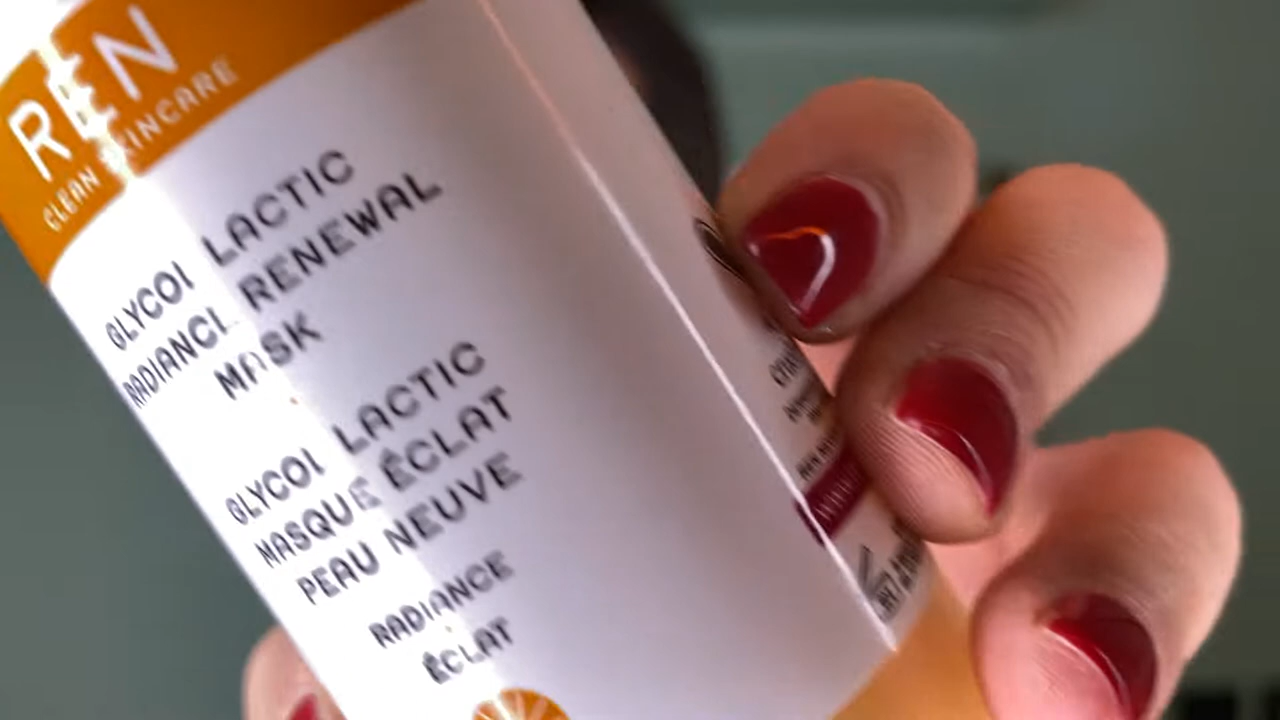 REN
CLEAN SKINCARE
GLYCOL LACTIC
RADIANCE RENEWAL
MASK
GLYCOL LACTIC
MASQUE ÉCLAT
PEAU NEUVE
RADIANCE
ÉCLAT